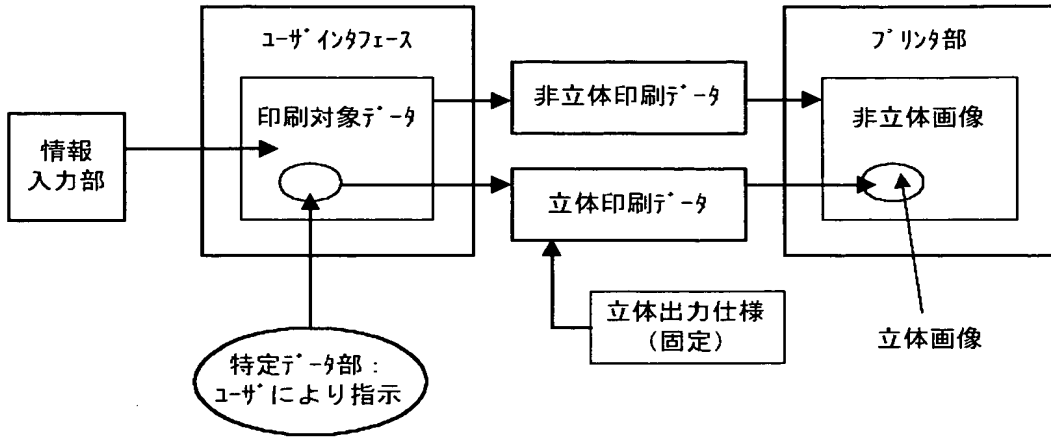 ﾕｰｻﾞｲﾝﾀﾌｪｰｽ
ﾌﾟﾘﾝﾀ部
印刷対象ﾃﾞｰﾀ
非立体印刷ﾃﾞｰﾀ
非立体画像
情報
入力部
立体印刷ﾃﾞｰﾀ
立体出力仕様
（固定）
立体画像
特定ﾃﾞｰﾀ部：
ﾕｰｻﾞにより指示